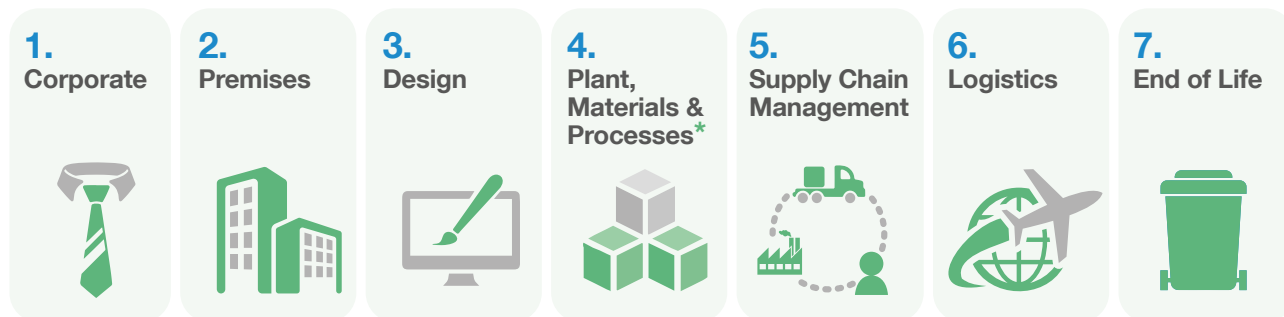 1.
Corporate
2.
Premises
3.
Design
4.
Plant,
Materials &
Processes*
5.
Supply Chain
Management
6.
Logistics
7.
End of Life